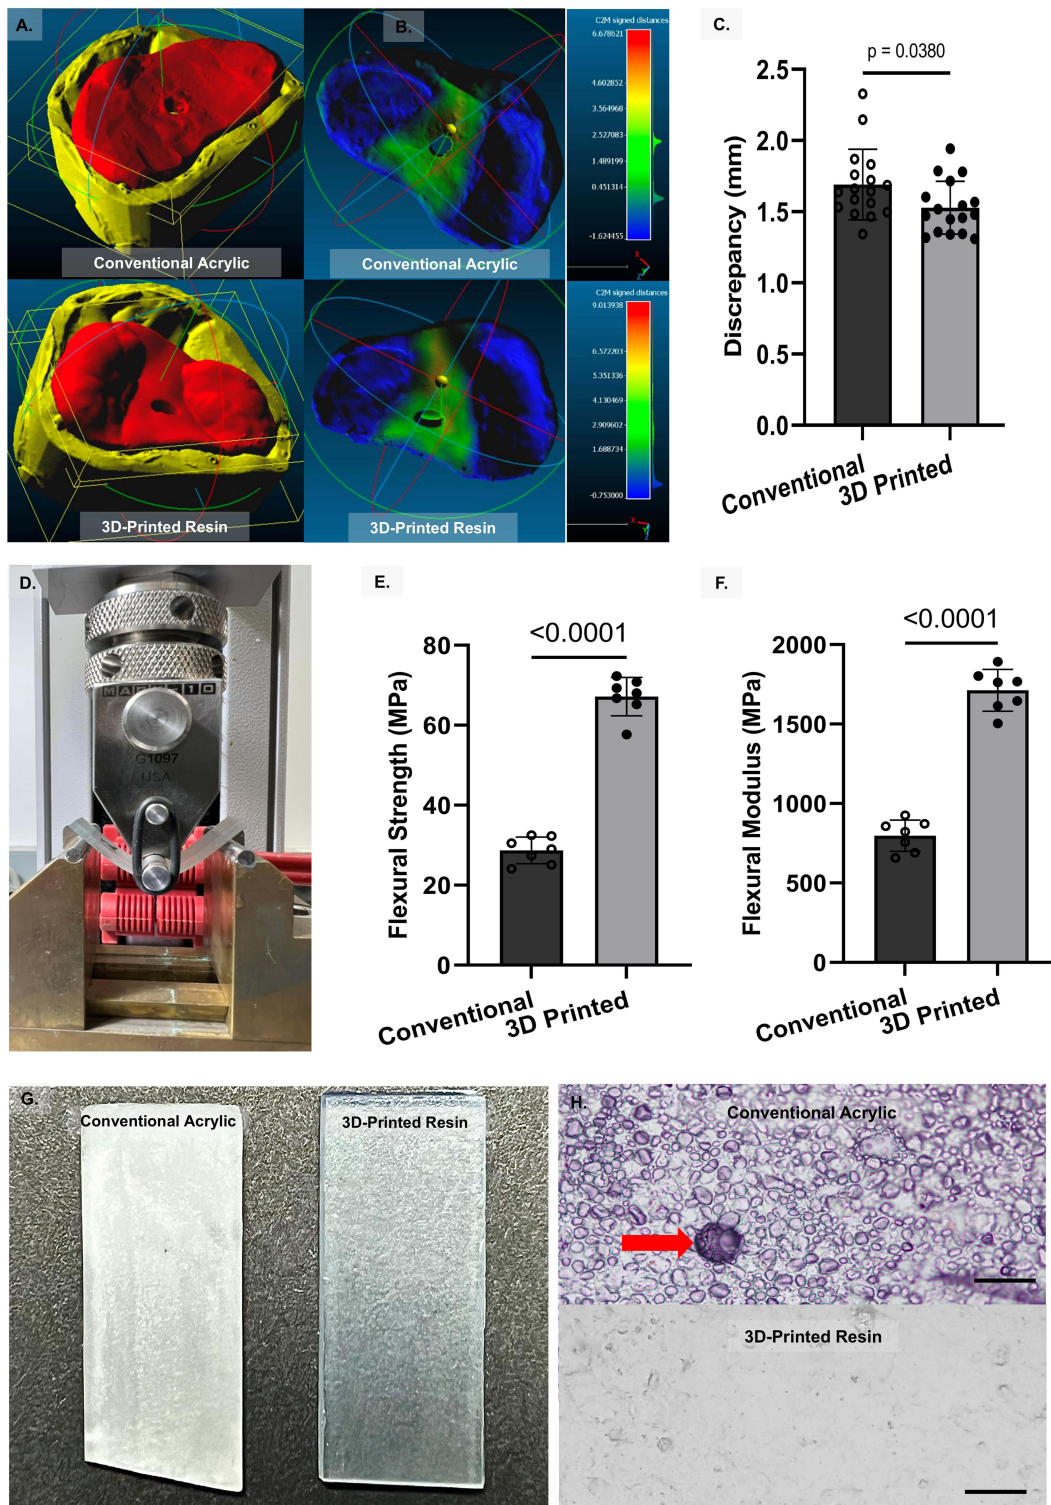 A.
B.
C2M signed distances
6.678621
4.602852
3.564968
2.527083
1.489199
0.451314
-1.624455
X
Z
Conventional Acrylic
Conventional Acrylic
C2M signed distances
9.013938
6.572203
5.351336
4.130469
2.909602
1.688734
-0.753000
X
Z
3D-Printed Resin
3D-Printed Resin
C.
p = 0.0380
Discrepancy (mm)
2.5
2.0
1.5
1.0
0.5
0.0
Conventional
3D Printed
D.
MARK-10
G1097
USA
E.
<0.0001
Flexural Strength (MPa)
80
60
40
20
0
Conventional
3D Printed
F.
<0.0001
Flexural Modulus (MPa)
2000
1500
1000
500
0
Conventional
3D Printed
G.
Conventional Acrylic
3D-Printed Resin
H.
Conventional Acrylic
3D-Printed Resin